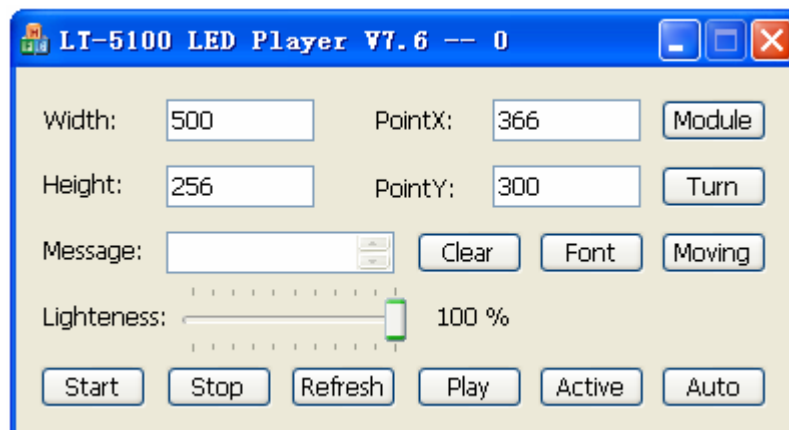 LT-5100 LED Player V7.6 -- 0
Width: 500 PointX: 366 Module
Height: 256 PointY: 300 Turn
Message: Clear Font Moving
Lighteness: 100 %
Start Stop Refresh Play Active Auto